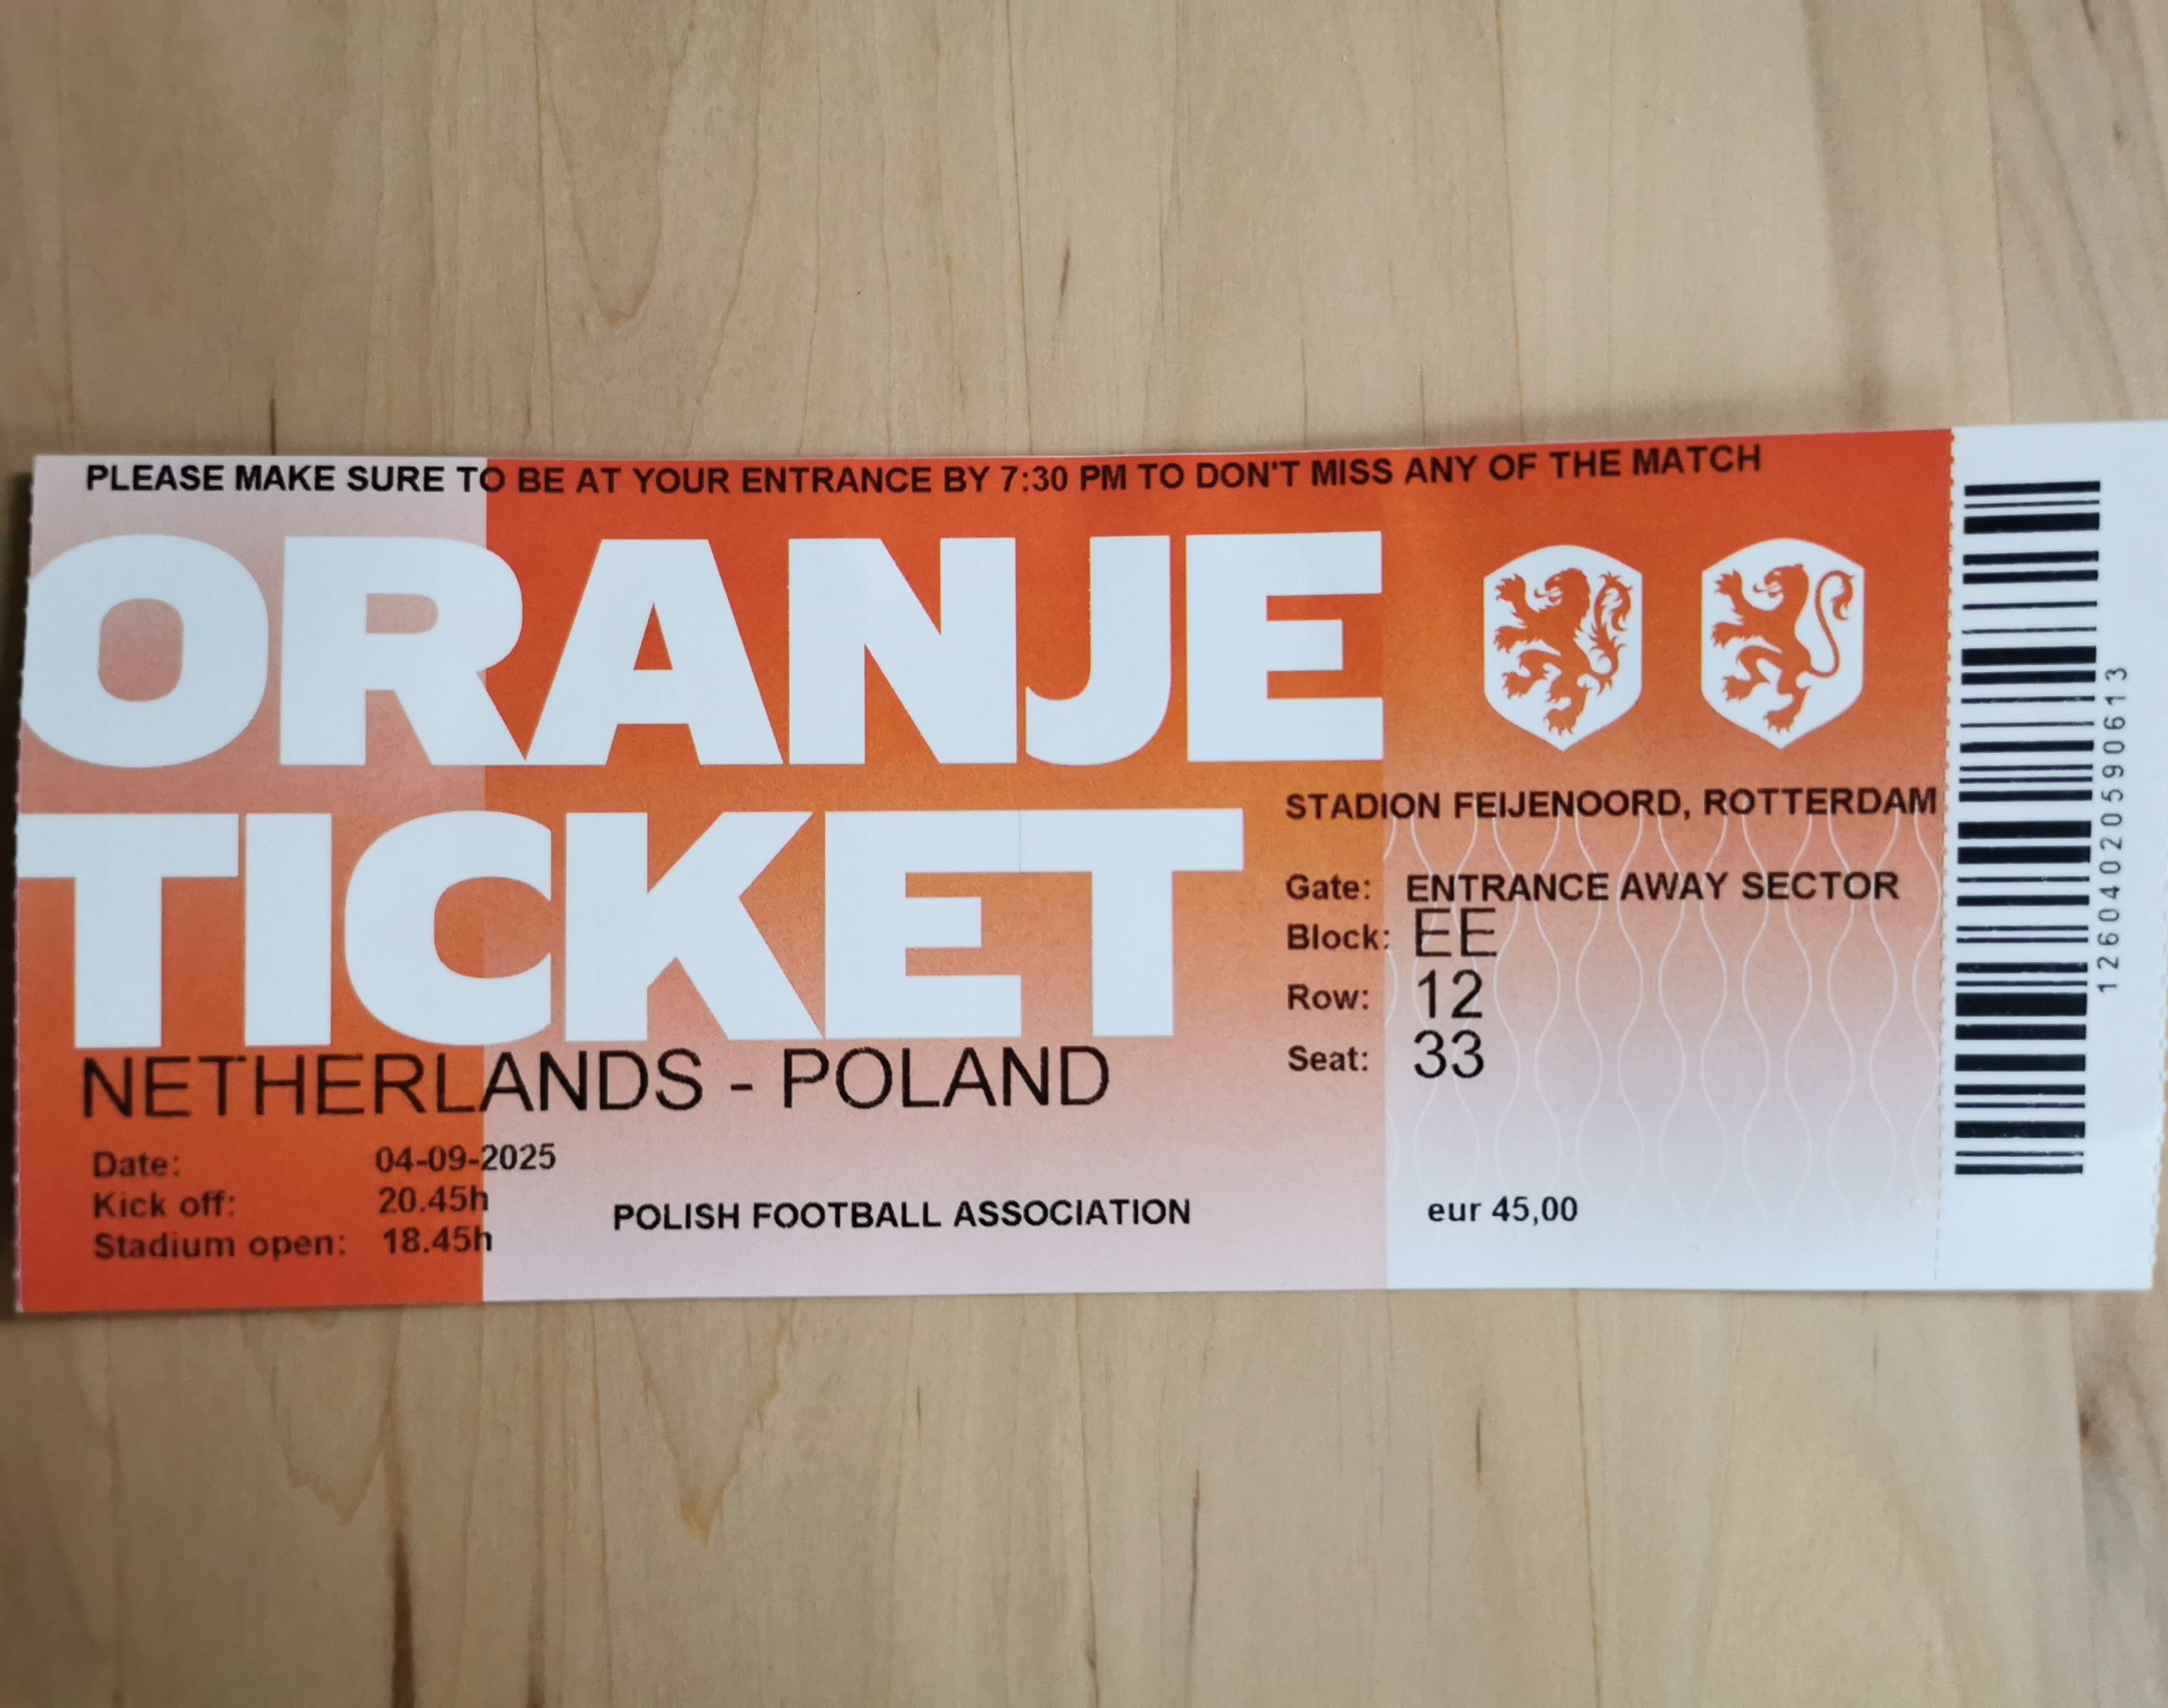 PLEASE MAKE SURE TO BE AT YOUR ENTRANCE BY 7:30 PM TO DON'T MISS ANY OF THE MATCH
ORANJE
TICKET
NETHERLANDS - POLAND
Date: 04-09-2025
Kick off: 20.45h
Stadium open: 18.45h
POLISH FOOTBALL ASSOCIATION
STADION FEIJENOORD, ROTTERDAM
Gate: ENTRANCE AWAY SECTOR
Block: EE
Row: 12
Seat: 33
eur 45,00
1260402059061​3